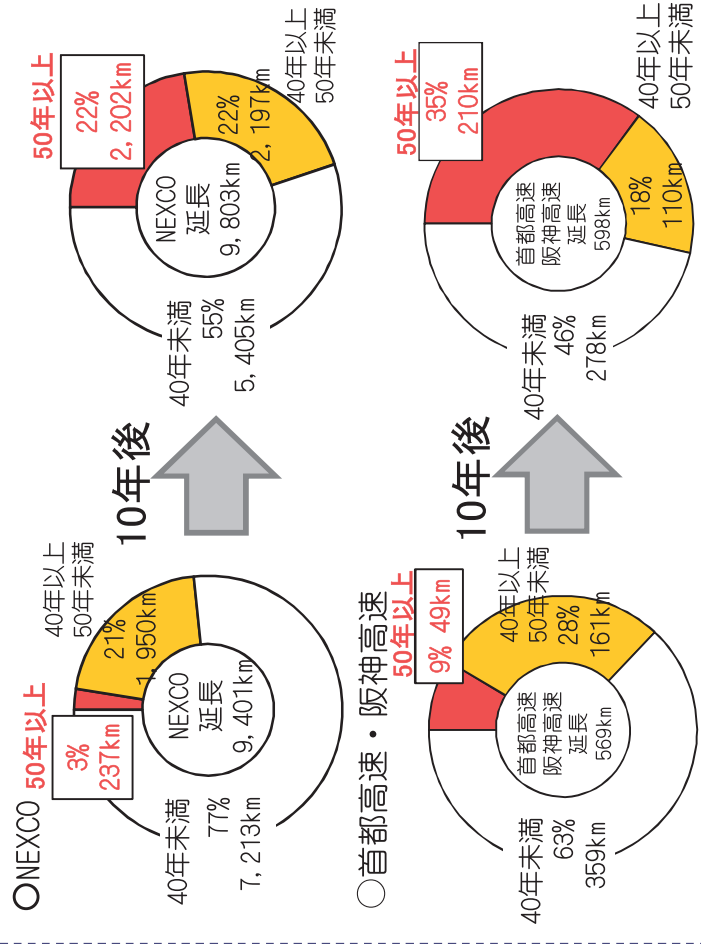 ○NEXCO
50年以上
3%
237km
40年以上
50年未満
21%
1,950km
NEXCO
延長
9,401km
40年未満
77%
7,213km
10年後
50年以上
22%
2,202km
22%
2,197km
40年以上
50年未満
NEXCO
延長
9,803km
40年未満
55%
5,405km
○首都高速・阪神高速
50年以上
9% 49km
40年以上
50年未満
28%
161km
首都高速
阪神高速
延長
569km
40年未満
63%
359km
10年後
50年以上
35%
210km
首都高速
阪神高速
延長
598km
18%
110km
40年以上
50年未満
40年未満
46%
278km